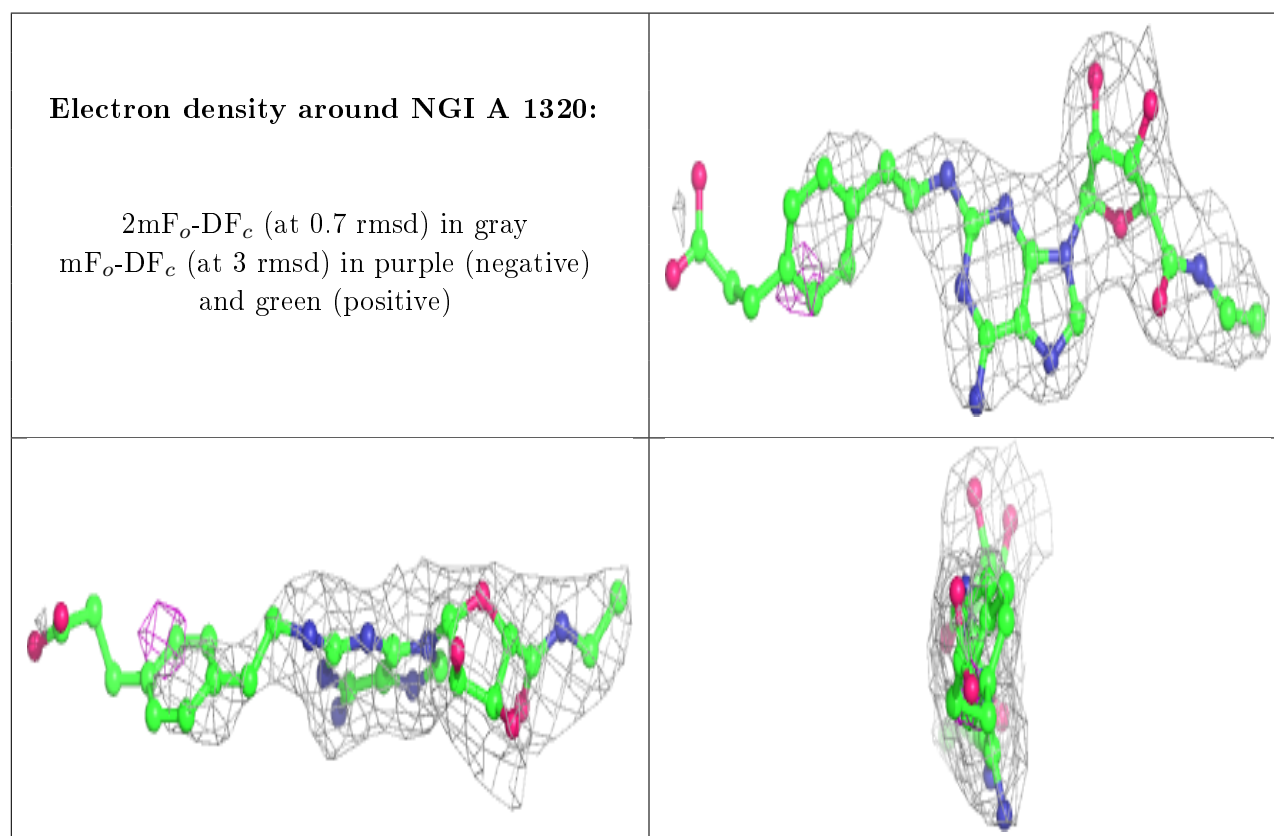 Electron density around NGI A 1320:
2mFₒ-DF𝒸 (at 0.7 rmsd) in gray
mFₒ-DF𝒸 (at 3 rmsd) in purple (negative)
and green (positive)